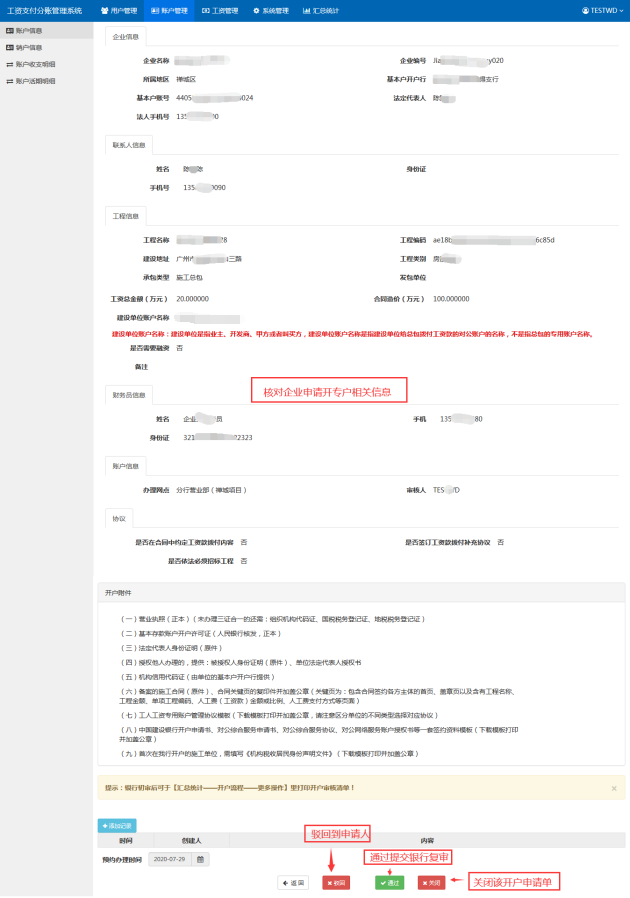 工资支付分账管理系统 用户管理 账户管理 工资管理 系统管理 汇总统计 TESTWD
账户信息
销户信息
账户收支明细
账户活期明细
企业信息
企业名称 企业编号 Jia y020
所属地区 禅城区 基本户开户行 支行
基本户账号 4405 024 法定代表人 陈
法人手机号 135 0
联系人信息
姓名 陈 陈 身份证
手机号 135 0090
工程信息
工程名称 28 工程编码 ae18b 6c85d
建设地址 广州市 三路 工程类别 房
承包类型 施工总包 发包单位
工资总金额(万元) 20.000000 合同造价(万元) 100.000000
建设单位账户名称
建设单位账户名称:建设单位是指业主、开发商、甲方或者叫买方,建设单位账户名称是指建设单位给总包拨付工资款的对公账户的名称,不是指总包的专用账户名称。
是否需要融资 否
备注
核对企业申请开专户相关信息
财务员信息
姓名 企业 员 手机 135 80
身份证 321 22323
账户信息
办理网点 分行营业部(禅城项目) 审核人 TES D
协议
是否在合同中约定工资款拨付内容 否 是否签订工资款拨付补充协议 否
是否依法必须招标工程 否
开户附件
(一)营业执照(正本)(未办理三证合一的还需:组织机构代码证、国税税务登记证、地税税务登记证)
(二)基本存款账户开户许可证(人民银行核发,正本)
(三)法定代表人身份证明(原件)
(四)授权他人办理的,提供:被授权人身份证明(原件)、单位法定代表人授权书
(五)机构信用代码证(由单位的基本户开户行提供)
(六)备案的施工合同(原件)、合同关键页的复印件并加盖公章(关键页为:包含合同签约各方主体的首页、盖章页以及含有工程名称、
工程金额、单项工程编码、人工费(工资款)金额或比例、人工费支付方式等页面)
(七)工人工资专用账户管理协议模板(下载模板打印并加盖公章,请注意区分单位的不同类型选择对应协议)
(八)中国建设银行开户申请书、对公综合服务申请书、对公综合服务协议、对公网络服务账户授权书等一套签约资料模板(下载模板打印
并加盖公章)
(九)首次在我行开户的施工单位,需填写《机构税收居民身份声明文件》(下载模板打印并加盖公章)
提示:银行初审后可于【汇总统计——开户流程——更多操作】里打印开户审核清单! ×
+添加记录
时间 创建人 内容
驳回到申请人
预约办理时间 2020-07-29
通过提交银行复审
返回 驳回 通过 关闭
关闭该开户申请单